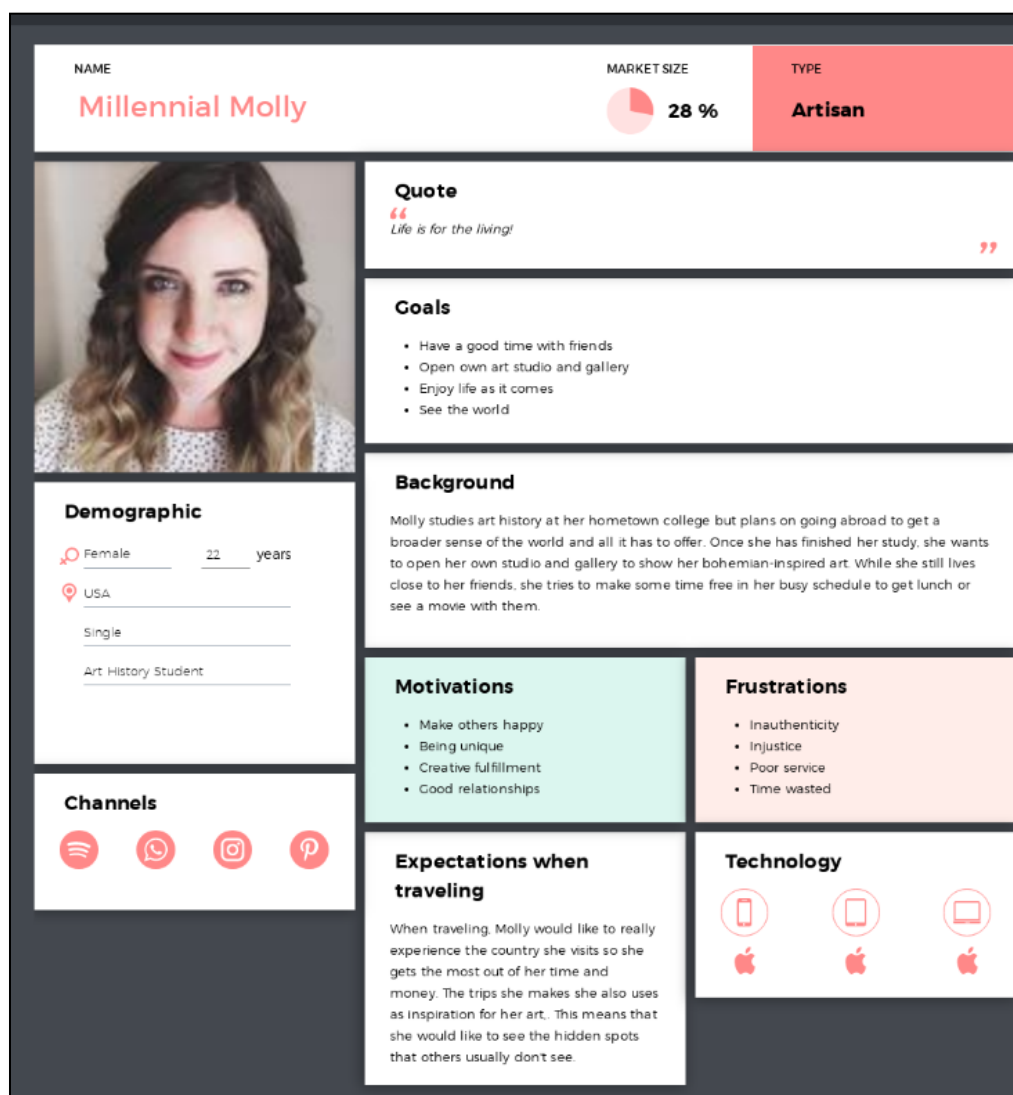 NAME
Millennial Molly
MARKET SIZE
28 %
TYPE
Artisan
Quote
“
Life is for the living!
”
Goals
• Have a good time with friends
• Open own art studio and gallery
• Enjoy life as it comes
• See the world
Background
Molly studies art history at her hometown college but plans on going abroad to get a
broader sense of the world and all it has to offer. Once she has finished her study, she wants
to open her own studio and gallery to show her bohemian-inspired art. While she still lives
close to her friends, she tries to make some time free in her busy schedule to get lunch or
see a movie with them.
Demographic
Female 22 years
USA
Single
Art History Student
Motivations
• Make others happy
• Being unique
• Creative fulfillment
• Good relationships
Frustrations
• Inauthenticity
• Injustice
• Poor service
• Time wasted
Channels
Expectations when
traveling
When traveling, Molly would like to really
experience the country she visits so she
gets the most out of her time and
money. The trips she makes she also uses
as inspiration for her art,. This means that
she would like to see the hidden spots
that others usually don't see.
Technology